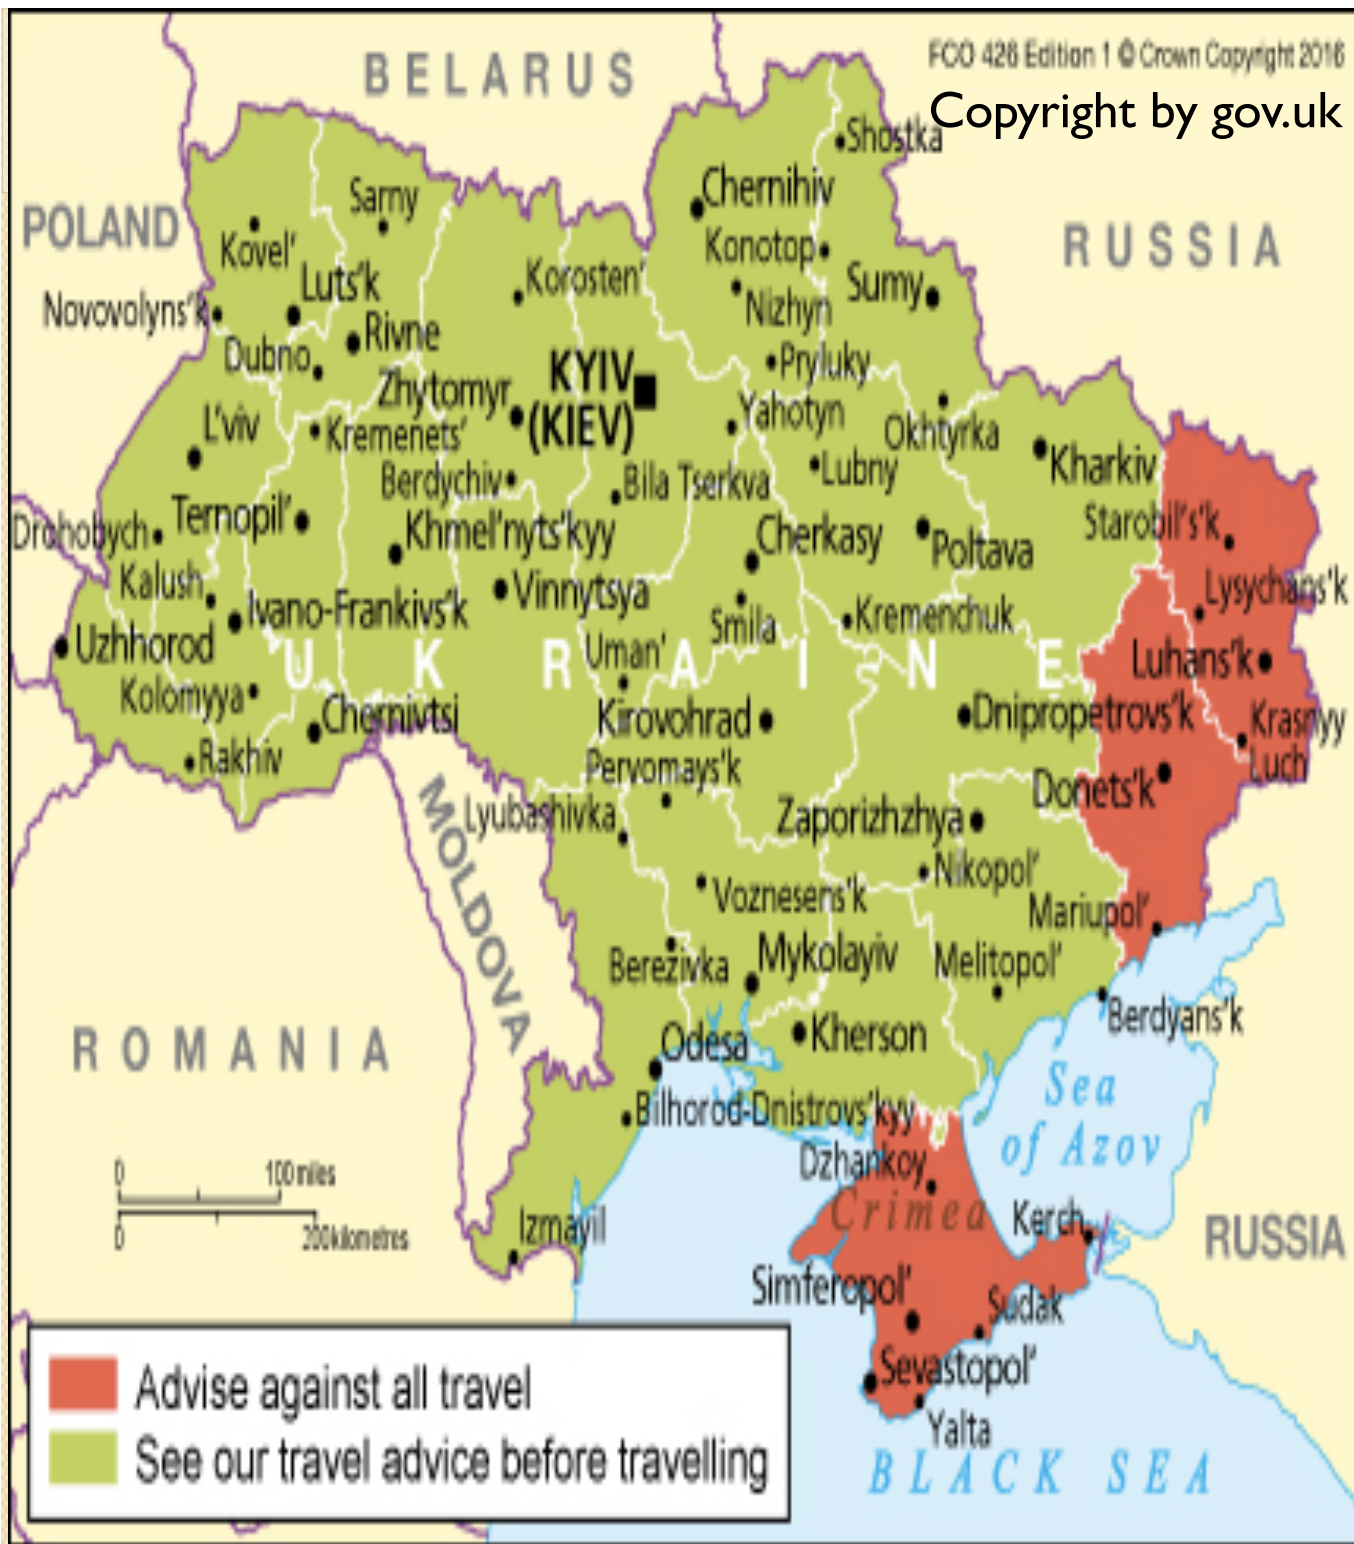 FCO 426 Edition 1 © Crown Copyright 2016
Copyright by gov.uk
BELARUS
POLAND
RUSSIA
Shostka
Chernihiv
Sarny
Kovel'
Konotop
Korosten'
Sumy
Luts'k
Nizhyn
Novovolyns'k
Rivne
Dubno
Pryluky
KYIV
(KIEV)
Zhytomyr
Yahotyn
L'viv
Kremenets'
Okhtyrka
Kharkiv
Berdychiv
Bila Tserkva
Lubny
Ternopil'
Starobil's'k
Drohobych
Khmel'nyts'kyy
Cherkasy
Poltava
Kalush
Lysychans'k
Vinnytsya
Ivano-Frankivs'k
Smila
Kremenchuk
Uzhhorod
UKRAINE
Uman'
Luhans'k
Kolomyya
Chernivtsi
Kirovohrad
Dnipropetrovs'k
Krasnyy
Luch
Rakhiv
Pervomays'k
Donets'k
MOLDOVA
Lyubashivka
Zaporizhzhya
Nikopol'
Voznesens'k
Mariupol'
Berezivka
Mykolayiv
Melitopol'
Berdyans'k
ROMANIA
Odesa
Kherson
Sea
of Azov
Bilhorod-Dnistrovs'kyy
Dzhankoy
0 100miles
0 200kilometres
Crimea
Kerch
Izmayil
RUSSIA
Simferopol'
Sudak
Sevastopol'
Yalta
BLACK SEA
Advise against all travel
See our travel advice before travelling